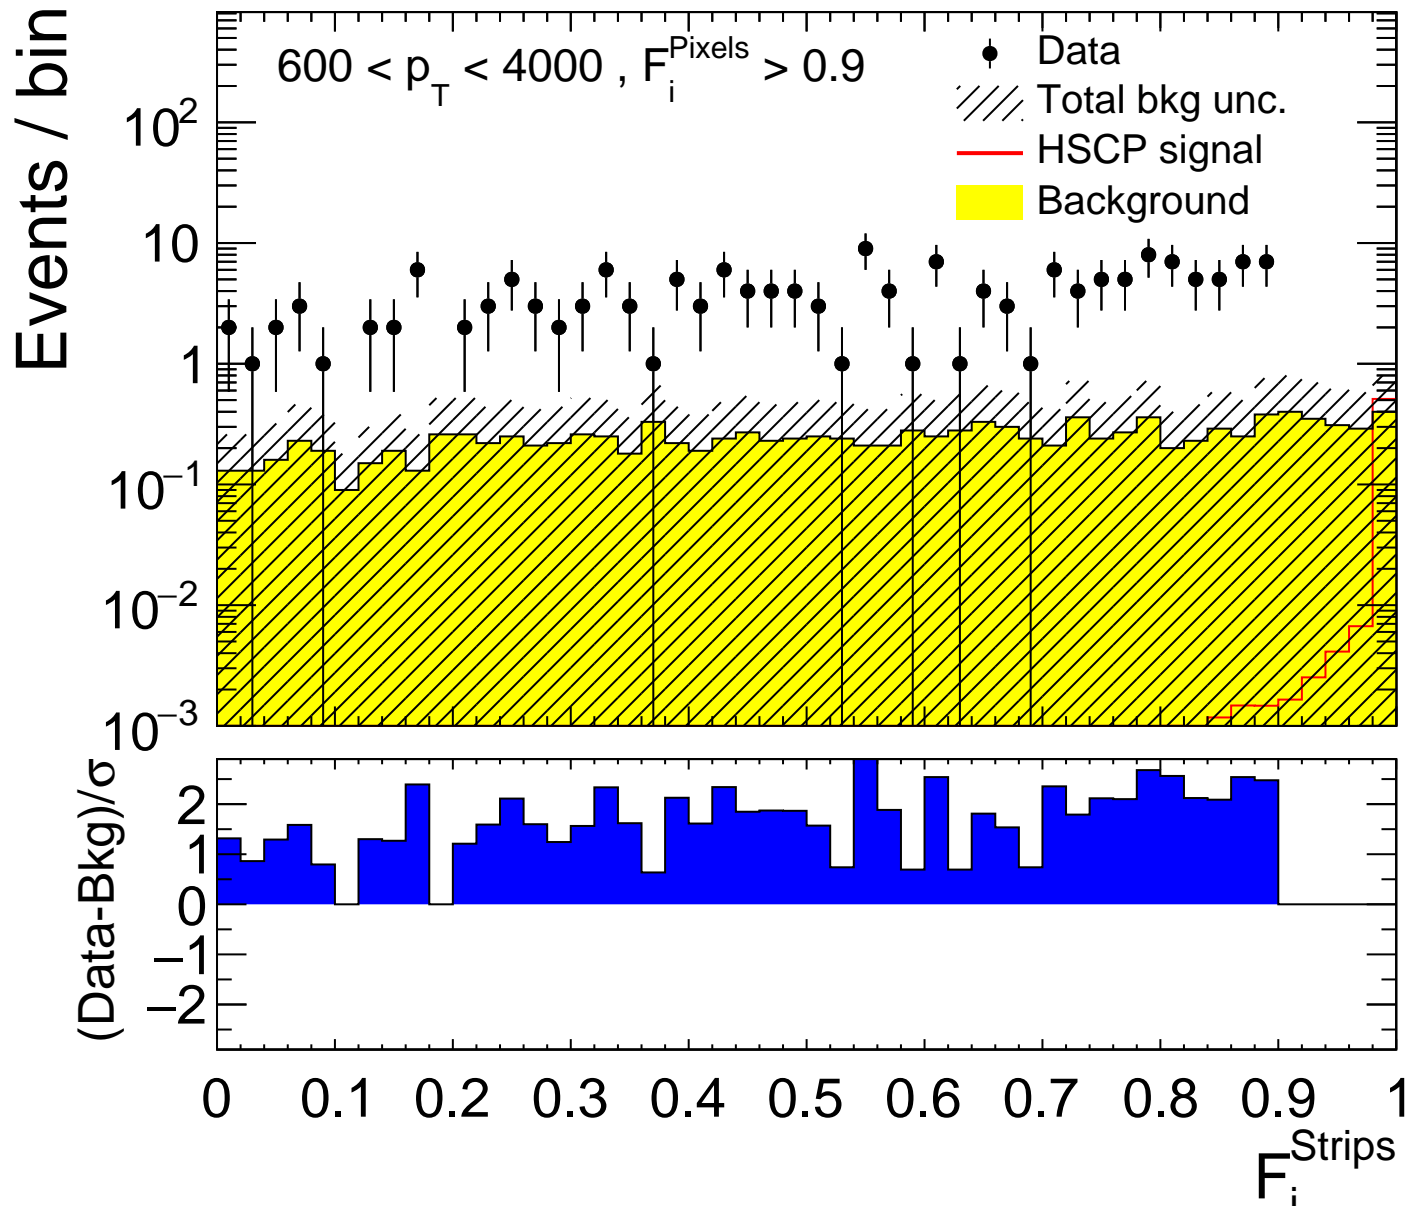 Events / bin
600 < p_T < 4000 , F_i^Pixels > 0.9
Data
Total bkg unc.
HSCP signal
Background
10²
10
1
10⁻¹
10⁻²
10⁻³
(Data-Bkg)/σ
2
1
0
−1
−2
0 0.1 0.2 0.3 0.4 0.5 0.6 0.7 0.8 0.9 1
F_i^Strips